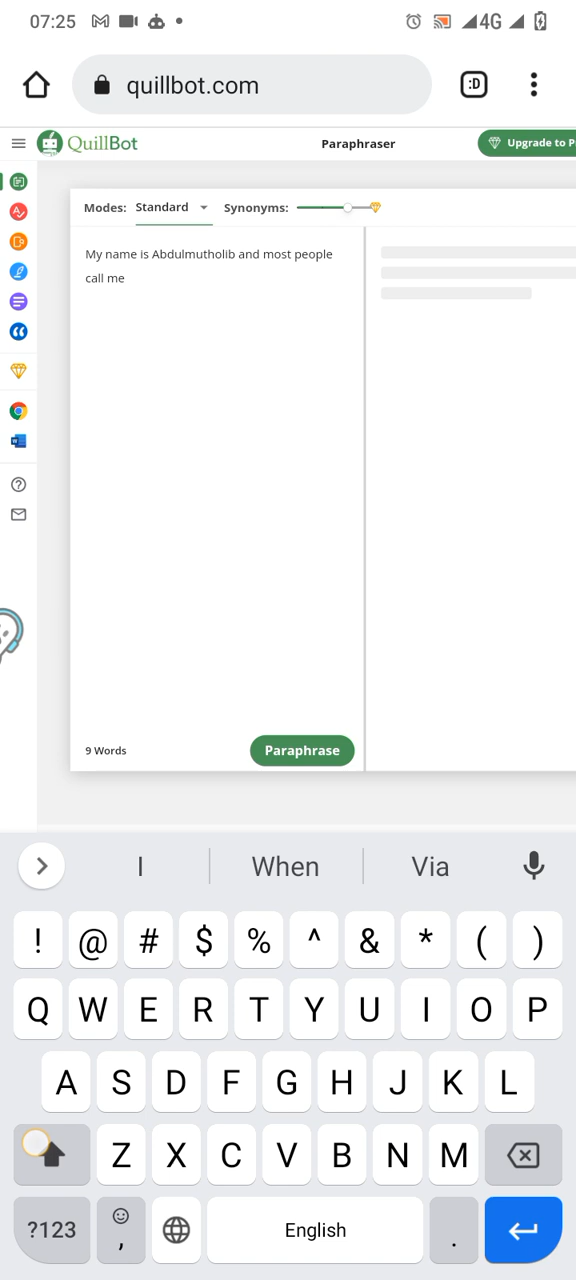 07:25 4G
quillbot.com :D
QuillBot Paraphraser Upgrade to P
Modes: Standard Synonyms:
My name is Abdulmutholib and most people
call me
9 Words Paraphrase
I When Via
! @ # $ % ^ & * ( )
Q W E R T Y U I O P
A S D F G H J K L
Z X C V B N M
?123 , English .